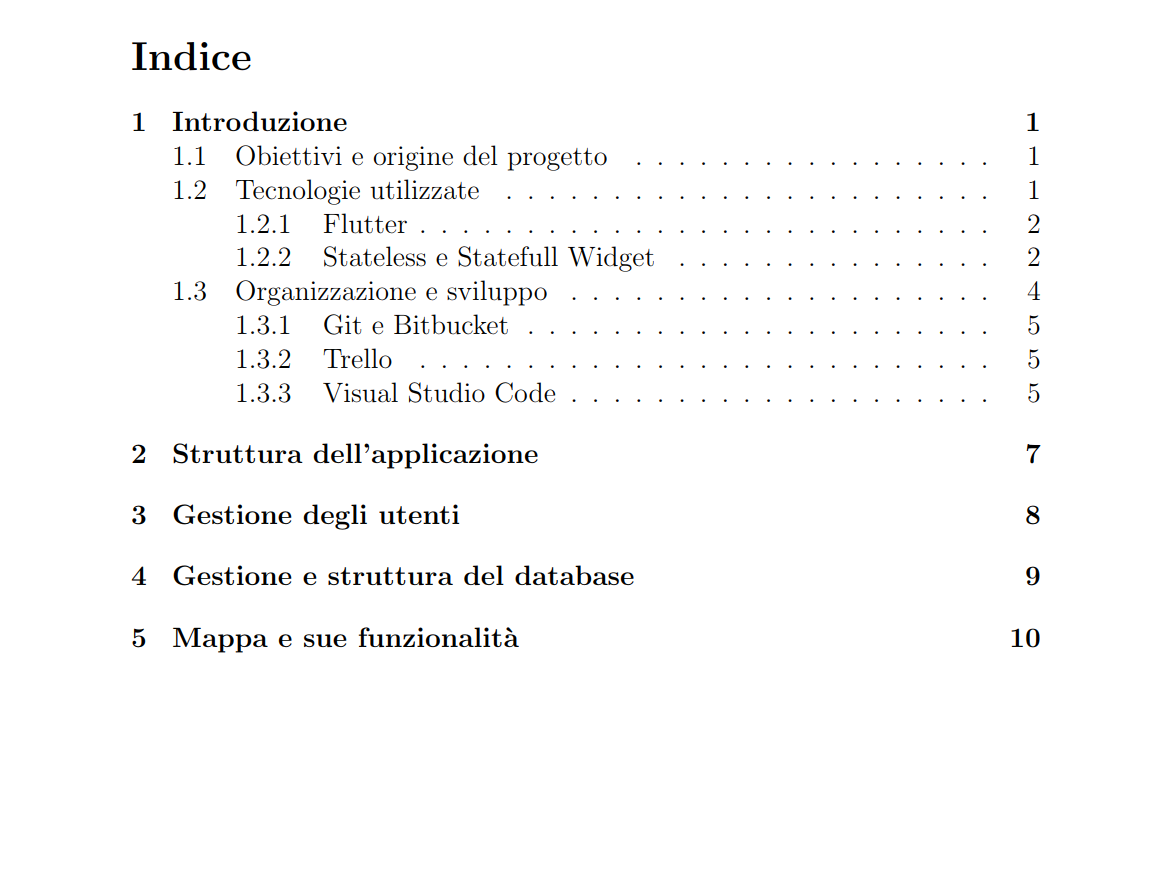 Indice
1 Introduzione 1
1.1 Obiettivi e origine del progetto . . . . . . . . . . . . . . . . . 1
1.2 Tecnologie utilizzate . . . . . . . . . . . . . . . . . . . . . . . 1
1.2.1 Flutter . . . . . . . . . . . . . . . . . . . . . . . . . . . 2
1.2.2 Stateless e Statefull Widget . . . . . . . . . . . . . . . 2
1.3 Organizzazione e sviluppo . . . . . . . . . . . . . . . . . . . . 4
1.3.1 Git e Bitbucket . . . . . . . . . . . . . . . . . . . . . . 5
1.3.2 Trello . . . . . . . . . . . . . . . . . . . . . . . . . . . 5
1.3.3 Visual Studio Code . . . . . . . . . . . . . . . . . . . . 5
2 Struttura dell'applicazione 7
3 Gestione degli utenti 8
4 Gestione e struttura del database 9
5 Mappa e sue funzionalità 10